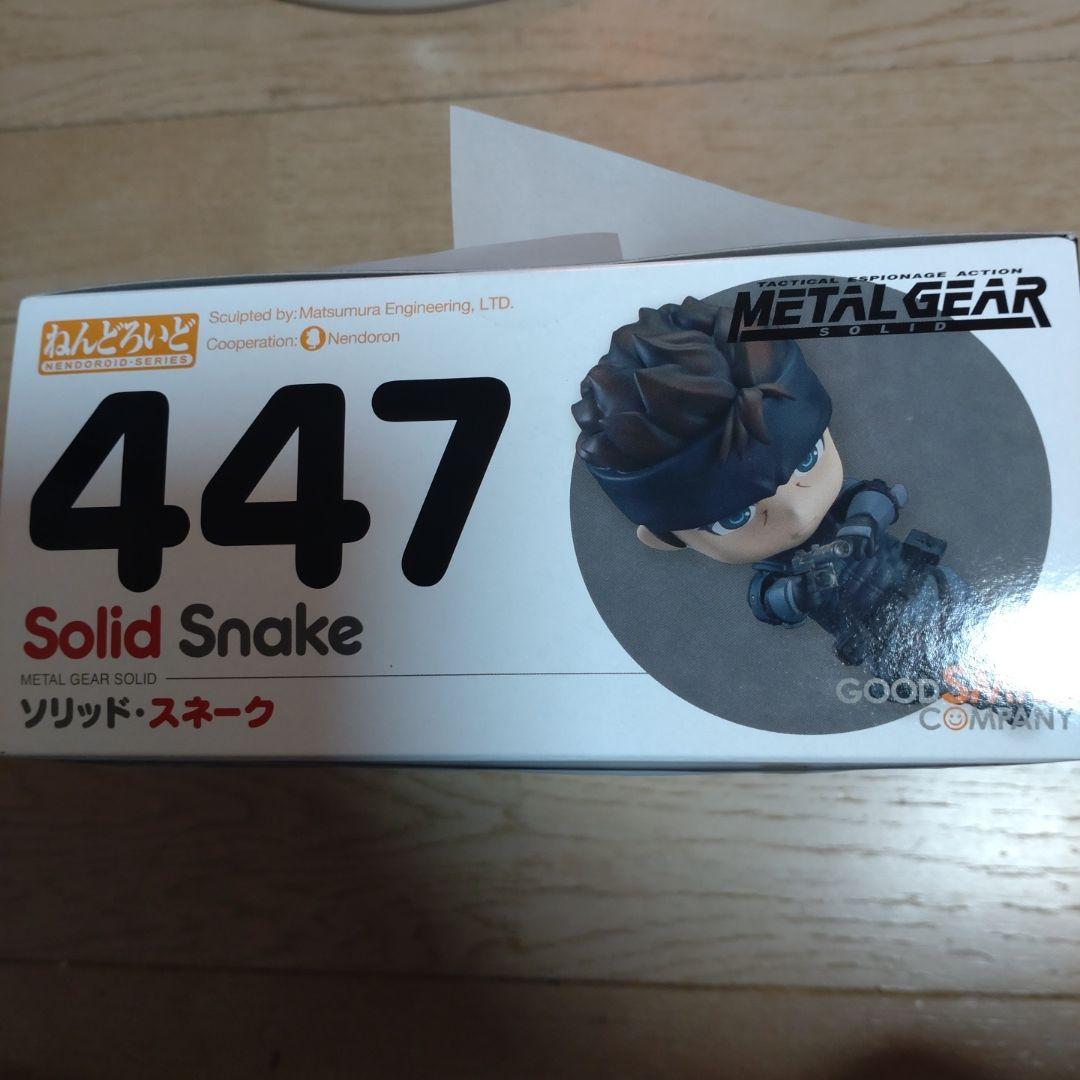 ねんどろいど
NENDOROID-SERIES
Sculpted by: Matsumura Engineering, LTD.
Cooperation: Nendoron
TACTICAL ESPIONAGE ACTION
METAL GEAR
SOLID
447
Solid Snake
METAL GEAR SOLID
ソリッド・スネーク
GOOD
COMPANY